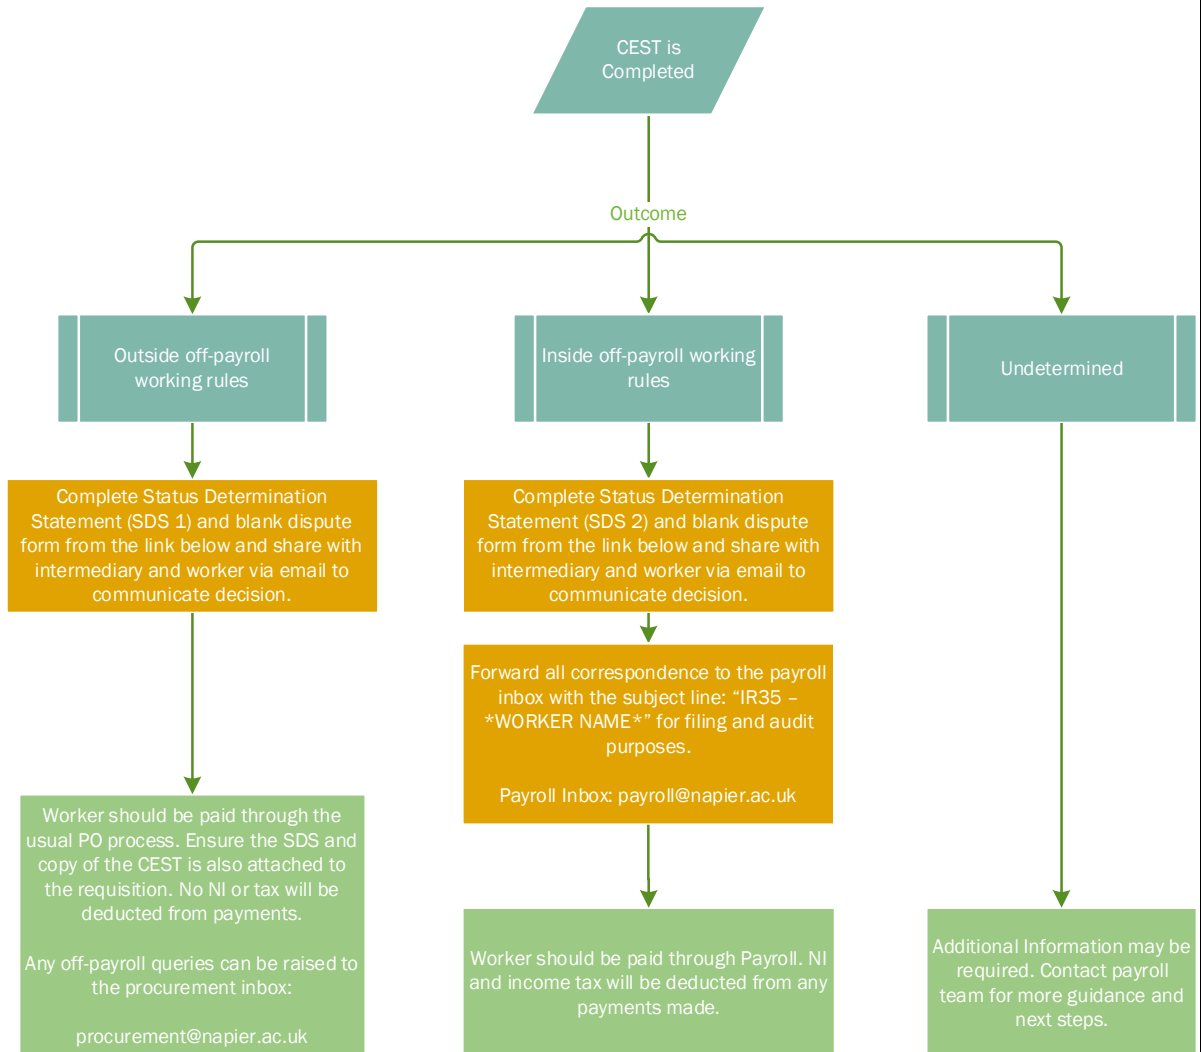 CEST is
Completed
Outcome
Outside off-payroll
working rules
Inside off-payroll working
rules
Undetermined
Complete Status Determination
Statement (SDS 1) and blank dispute
form from the link below and share with
intermediary and worker via email to
communicate decision.
Complete Status Determination
Statement (SDS 2) and blank dispute
form from the link below and share with
intermediary and worker via email to
communicate decision.
Forward all correspondence to the payroll
inbox with the subject line: “IR35 –
*WORKER NAME*” for filing and audit
purposes.
Payroll Inbox: payroll@napier.ac.uk
Worker should be paid through the
usual PO process. Ensure the SDS and
copy of the CEST is also attached to
the requisition. No NI or tax will be
deducted from payments.
Any off-payroll queries can be raised to
the procurement inbox:
procurement@napier.ac.uk
Worker should be paid through Payroll. NI
and income tax will be deducted from any
payments made.
Additional Information may be
required. Contact payroll
team for more guidance and
next steps.